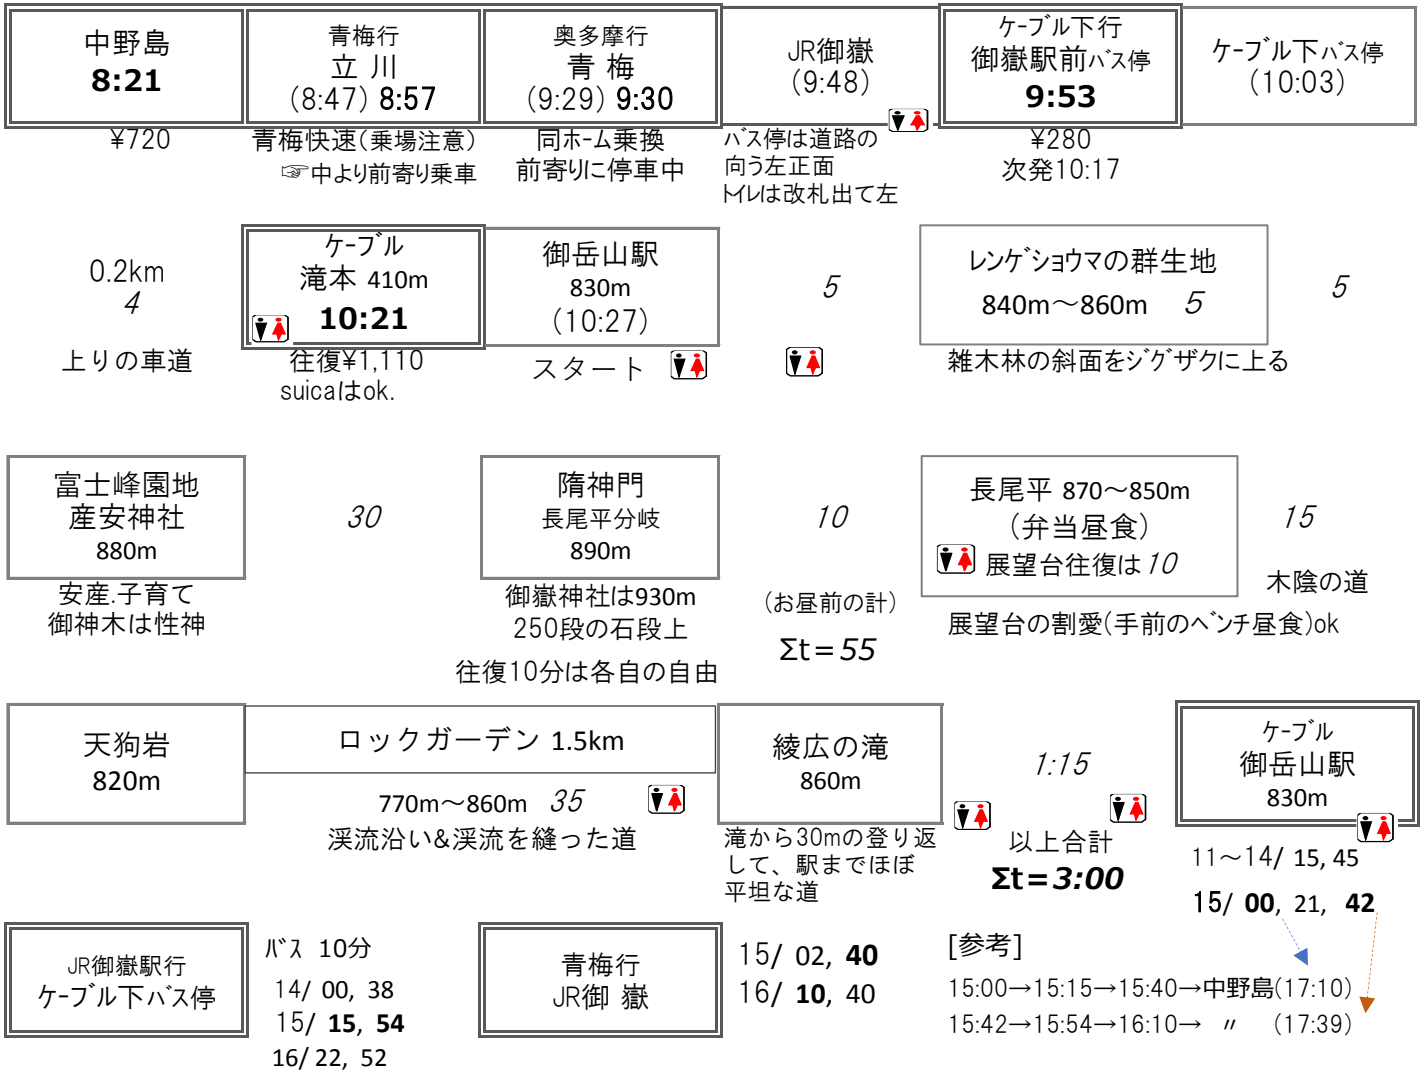 中野島
8:21
¥720
青梅行
立 川
(8:47) 8:57
青梅快速(乗場注意)
☞中より前寄り乗車
奥多摩行
青 梅
(9:29) 9:30
同ホーム乗換
前寄りに停車中
JR御嶽
(9:48)
バス停は道路の
向う左正面
トイレは改札出て左
ケーブル下行
御嶽駅前バス停
9:53
¥280
次発10:17
ケーブル下バス停
(10:03)
0.2km
4
上りの車道
ケーブル
滝本 410m
10:21
往復¥1,110
suicaはok.
御岳山駅
830m
(10:27)
スタート
5
レンゲショウマの群生地
840m～860m 5
雑木林の斜面をジグザクに上る
5
富士峰園地
産安神社
880m
安産.子育て
御神木は性神
30
隋神門
長尾平分岐
890m
御嶽神社は930m
250段の石段上
往復10分は各自の自由
10
(お昼前の計)
Σt＝55
長尾平 870～850m
(弁当昼食)
展望台往復は10
展望台の割愛(手前のベンチ昼食)ok
15
木陰の道
天狗岩
820m
ロックガーデン 1.5km
770m～860m 35
渓流沿い&渓流を縫った道
綾広の滝
860m
滝から30mの登り返
して、駅までほぼ
平坦な道
1:15
以上合計
Σt＝3:00
ケーブル
御岳山駅
830m
11～14/ 15, 45
15/ 00, 21, 42
JR御嶽駅行
ケーブル下バス停
バス 10分
14/ 00, 38
15/ 15, 54
16/ 22, 52
青梅行
JR御 嶽
15/ 02, 40
16/ 10, 40
[参考]
15:00→15:15→15:40→中野島(17:10)
15:42→15:54→16:10→ 〃 (17:39)